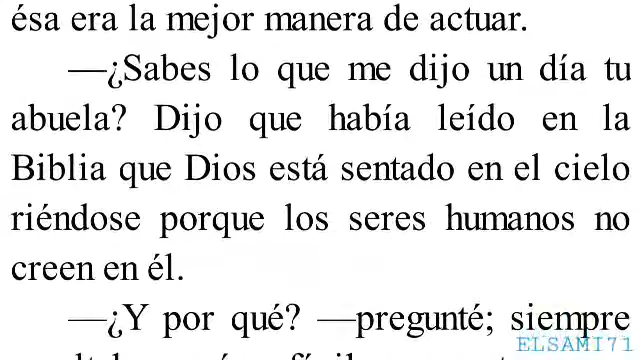 ésa era la mejor manera de actuar.
—¿Sabes lo que me dijo un día tu
abuela? Dijo que había leído en la
Biblia que Dios está sentado en el cielo
riéndose porque los seres humanos no
creen en él.
—¿Y por qué? —pregunté; siempre
ELSAMI71